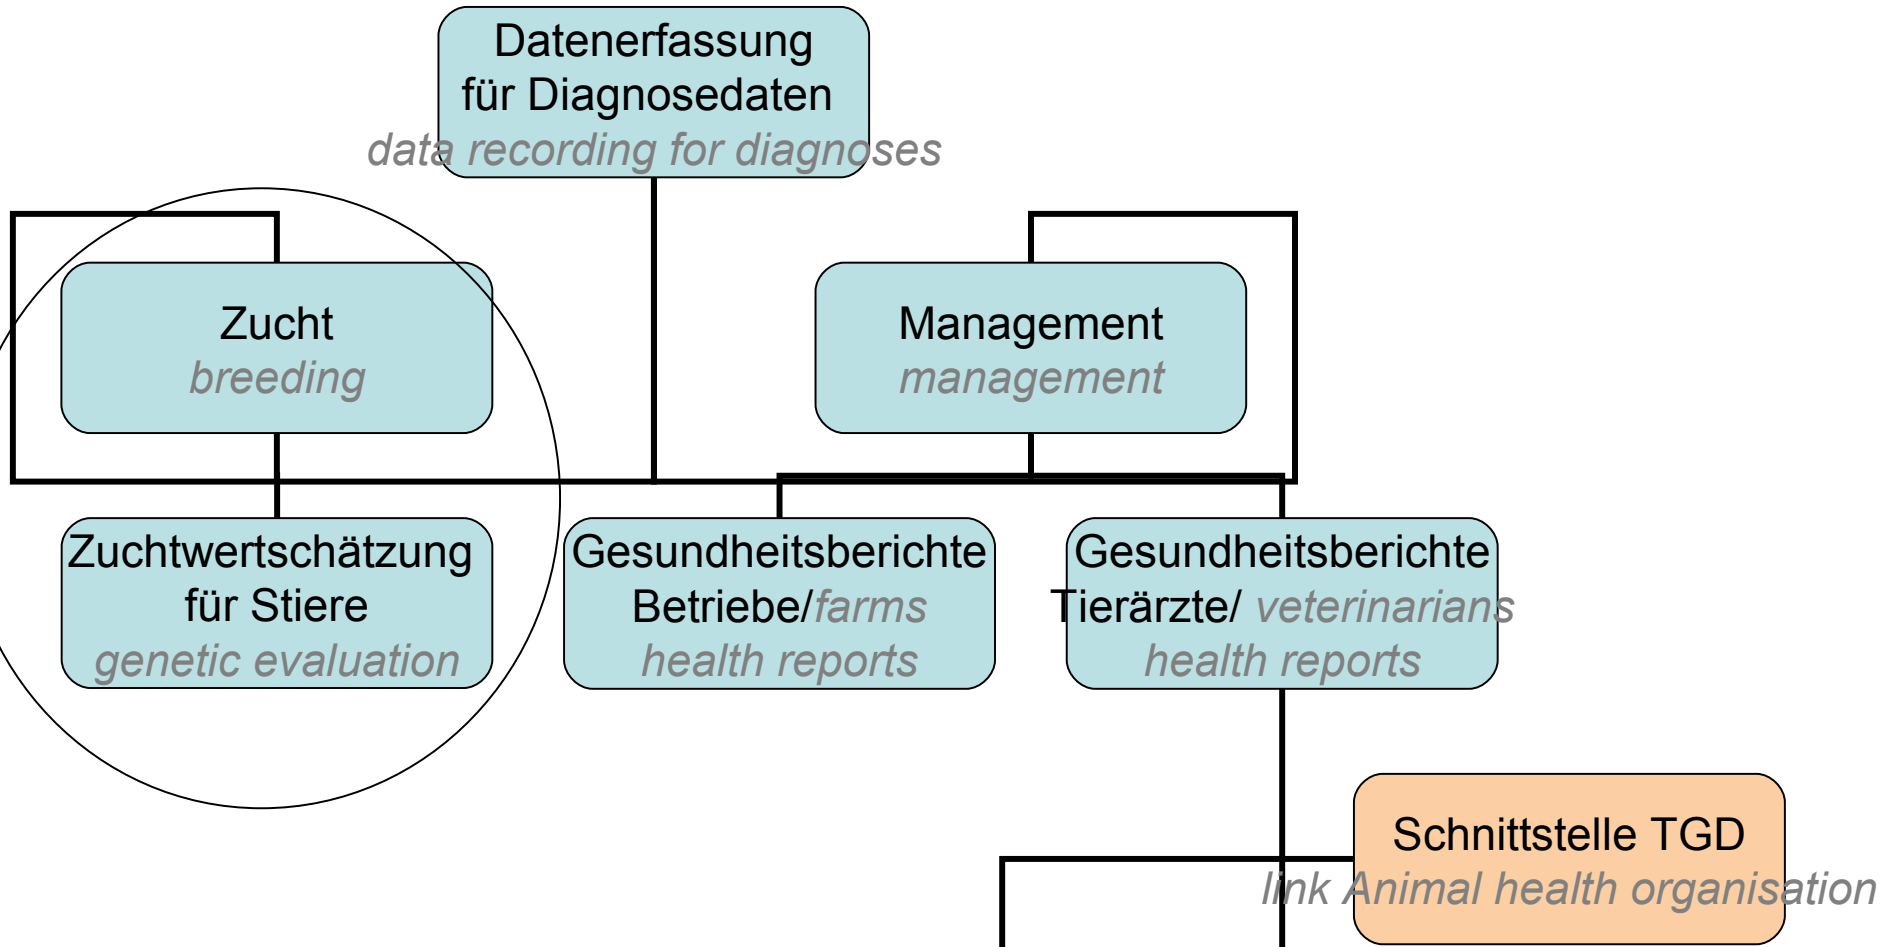 Datenerfassung
für Diagnosedaten
data recording for diagnoses
Zucht
breeding
Management
management
Zuchtwertschätzung
für Stiere
genetic evaluation
Gesundheitsberichte
Betriebe/farms
health reports
Gesundheitsberichte
Tierärzte/ veterinarians
health reports
Schnittstelle TGD
link Animal health organisation